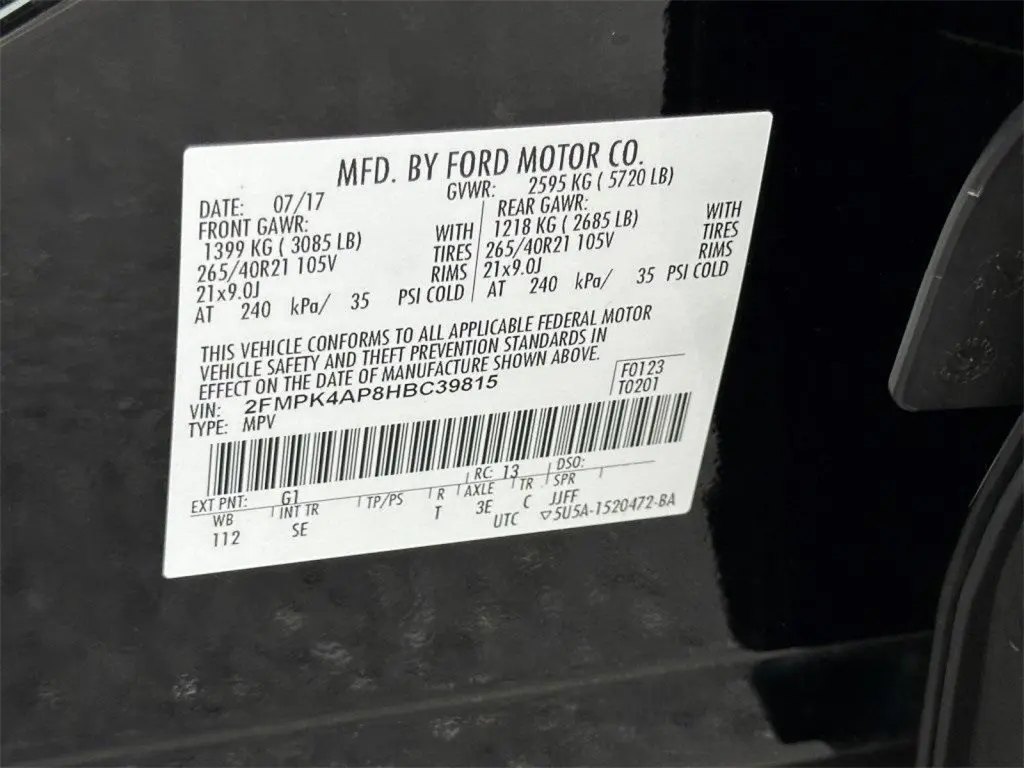 MFD. BY FORD MOTOR CO.
DATE: 07/17 GVWR: 2595 KG ( 5720 LB)
FRONT GAWR: REAR GAWR:
1399 KG ( 3085 LB) WITH 1218 KG ( 2685 LB) WITH
265/40R21 105V TIRES 265/40R21 105V TIRES
21x9.0J RIMS 21x9.0J RIMS
AT 240 kPa/ 35 PSI COLD AT 240 kPa/ 35 PSI COLD
THIS VEHICLE CONFORMS TO ALL APPLICABLE FEDERAL MOTOR
VEHICLE SAFETY AND THEFT PREVENTION STANDARDS IN
EFFECT ON THE DATE OF MANUFACTURE SHOWN ABOVE.
VIN: 2FMPK4AP8HBC39815 F0123
TYPE: MPV T0201
EXT PNT: G1 RC: 13 DSO:
WB INT TR TP/PS R AXLE TR SPR
112 SE T 3E C JJFF
UTC ▽5U5A-1520472-BA